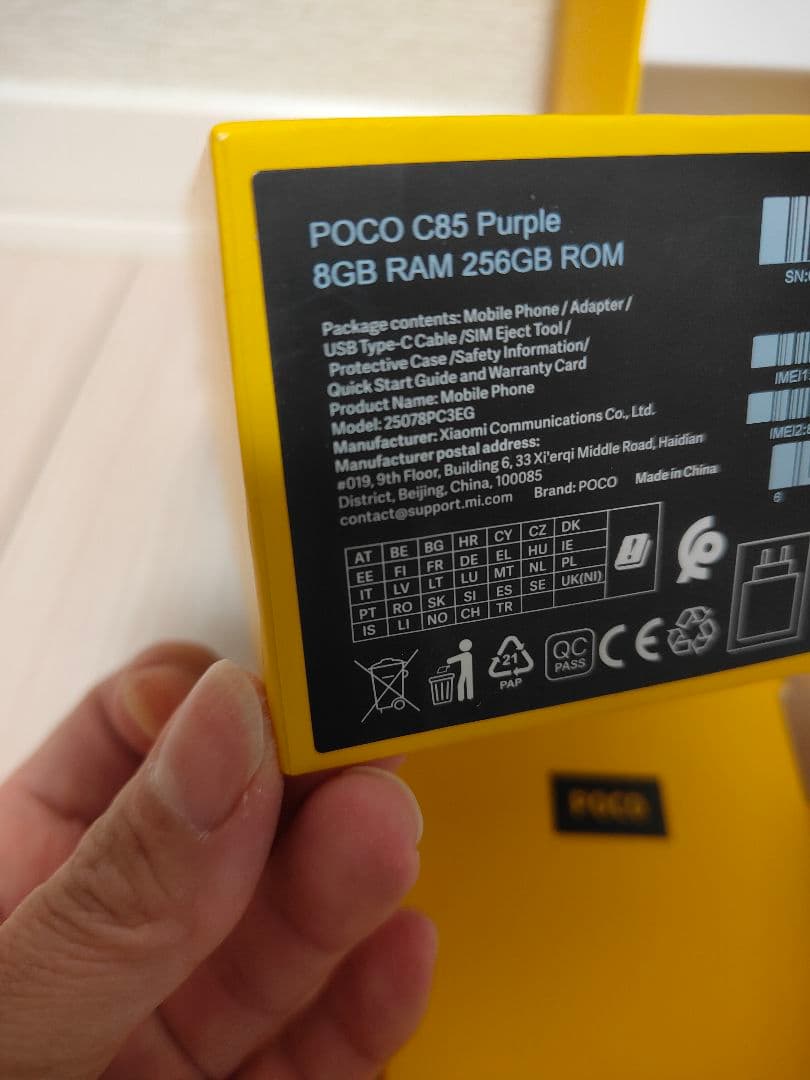 POCO C85 Purple
8GB RAM 256GB ROM
Package contents: Mobile Phone / Adapter /
USB Type-C Cable /SIM Eject Tool /
Protective Case /Safety Information/
Quick Start Guide and Warranty Card
Product Name: Mobile Phone
Model: 25078PC3EG
Manufacturer: Xiaomi Communications Co., Ltd.
Manufacturer postal address:
#019, 9th Floor, Building 6, 33 Xi'erqi Middle Road, Haidian
District, Beijing, China, 100085
contact@support.mi.com Brand: POCO Made in China
SN:
IMEI1
IMEI2:
6
AT BE BG HR CY CZ DK
EE FI FR DE EL HU IE
IT LV LT LU MT NL PL
PT RO SK SI ES SE UK(NI)
IS LI NO CH TR
21
PAP
QC
PASS
CE
POCO